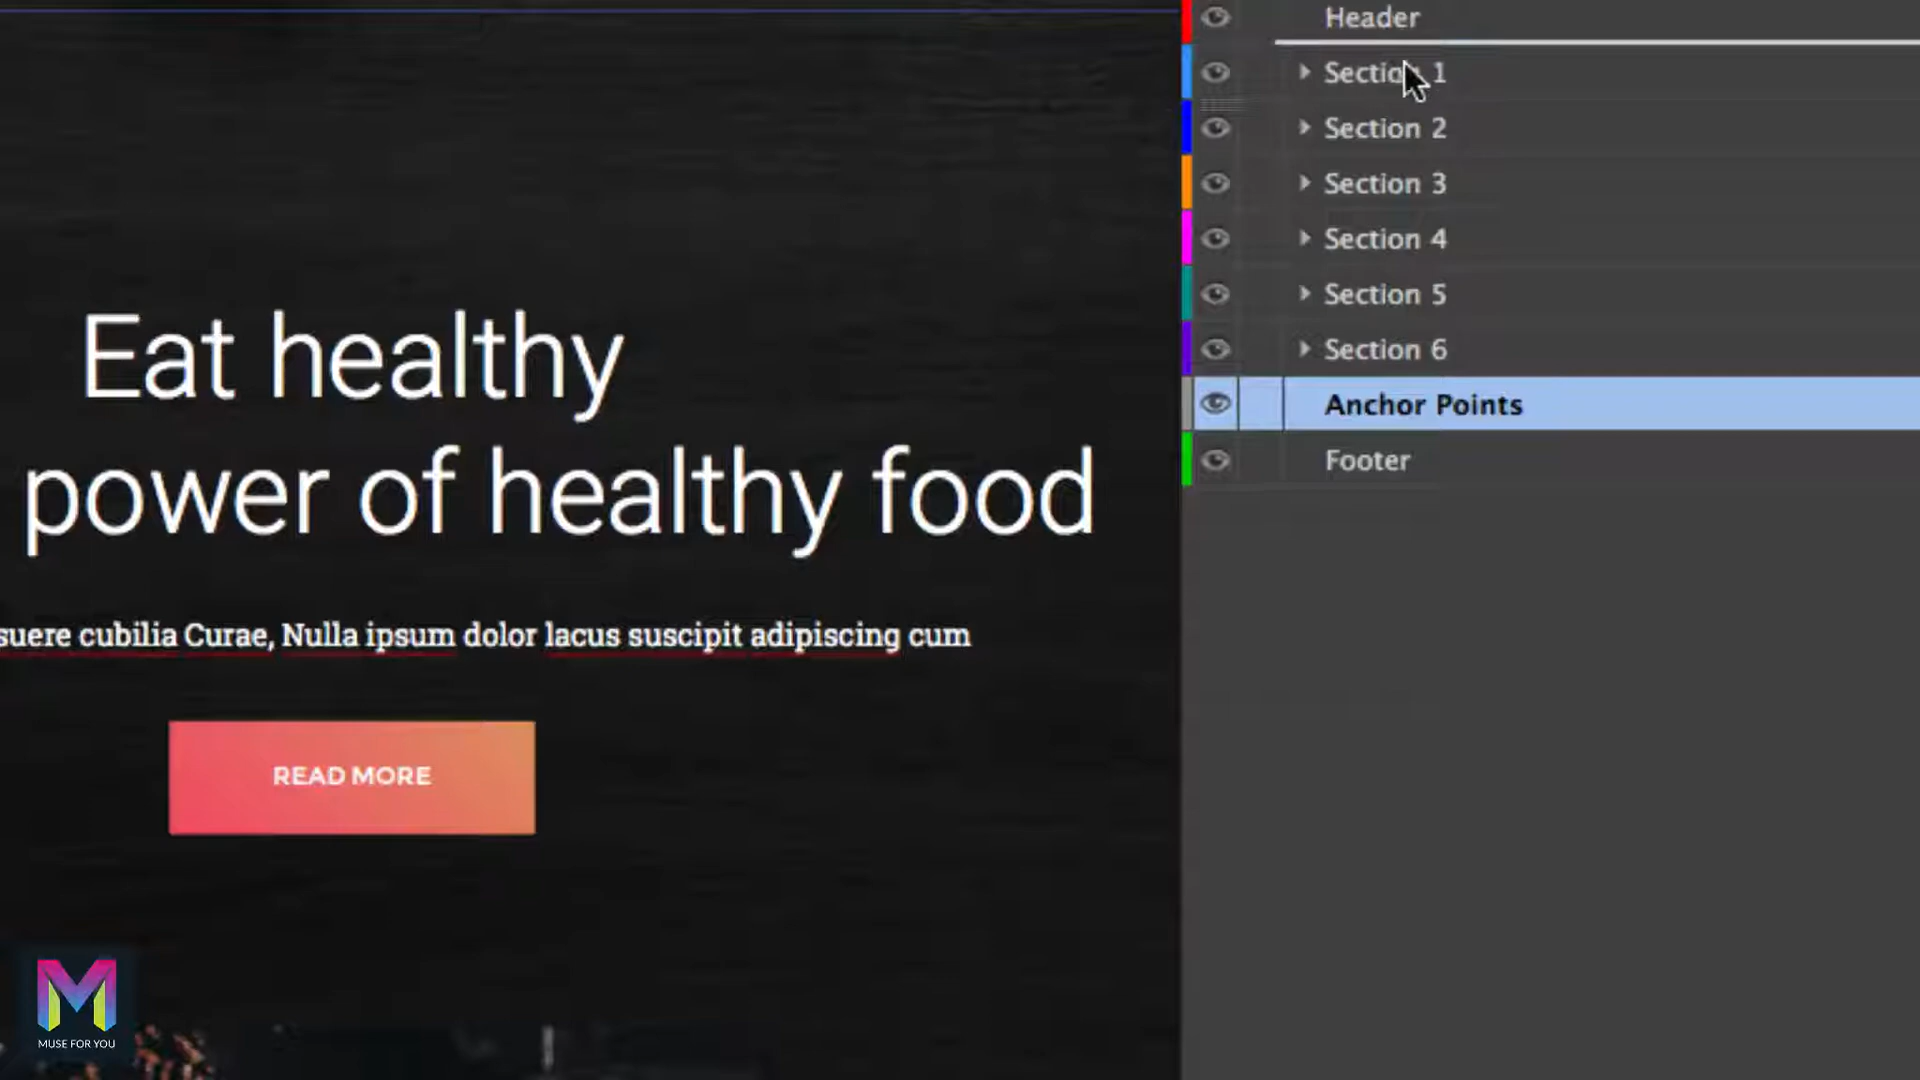 Eat healthy
power of healthy food
suere cubilia Curae, Nulla ipsum dolor lacus suscipit adipiscing cum
READ MORE
MUSE FOR YOU
Header
Section 1
Section 2
Section 3
Section 4
Section 5
Section 6
Anchor Points
Footer